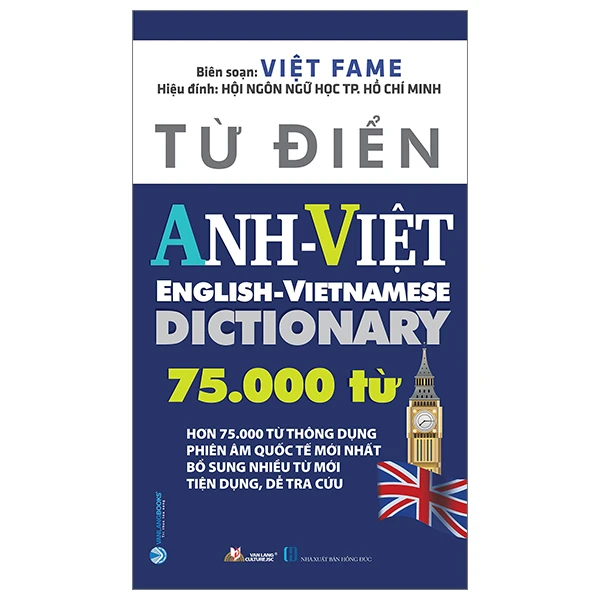 Biên soạn: VIỆT FAME
Hiệu đính: HỘI NGÔN NGỮ HỌC TP. HỒ CHÍ MINH
TỪ ĐIỂN
ANH-VIỆT
ENGLISH-VIETNAMESE
DICTIONARY
75.000 từ
HƠN 75.000 TỪ THÔNG DỤNG
PHIÊN ÂM QUỐC TẾ MỚI NHẤT
BỔ SUNG NHIỀU TỪ MỚI
TIỆN DỤNG, DỄ TRA CỨU
VANLANGBOOKS
VAN LANG
CULTURE.JSC
NHÀ XUẤT BẢN HỒNG ĐỨC